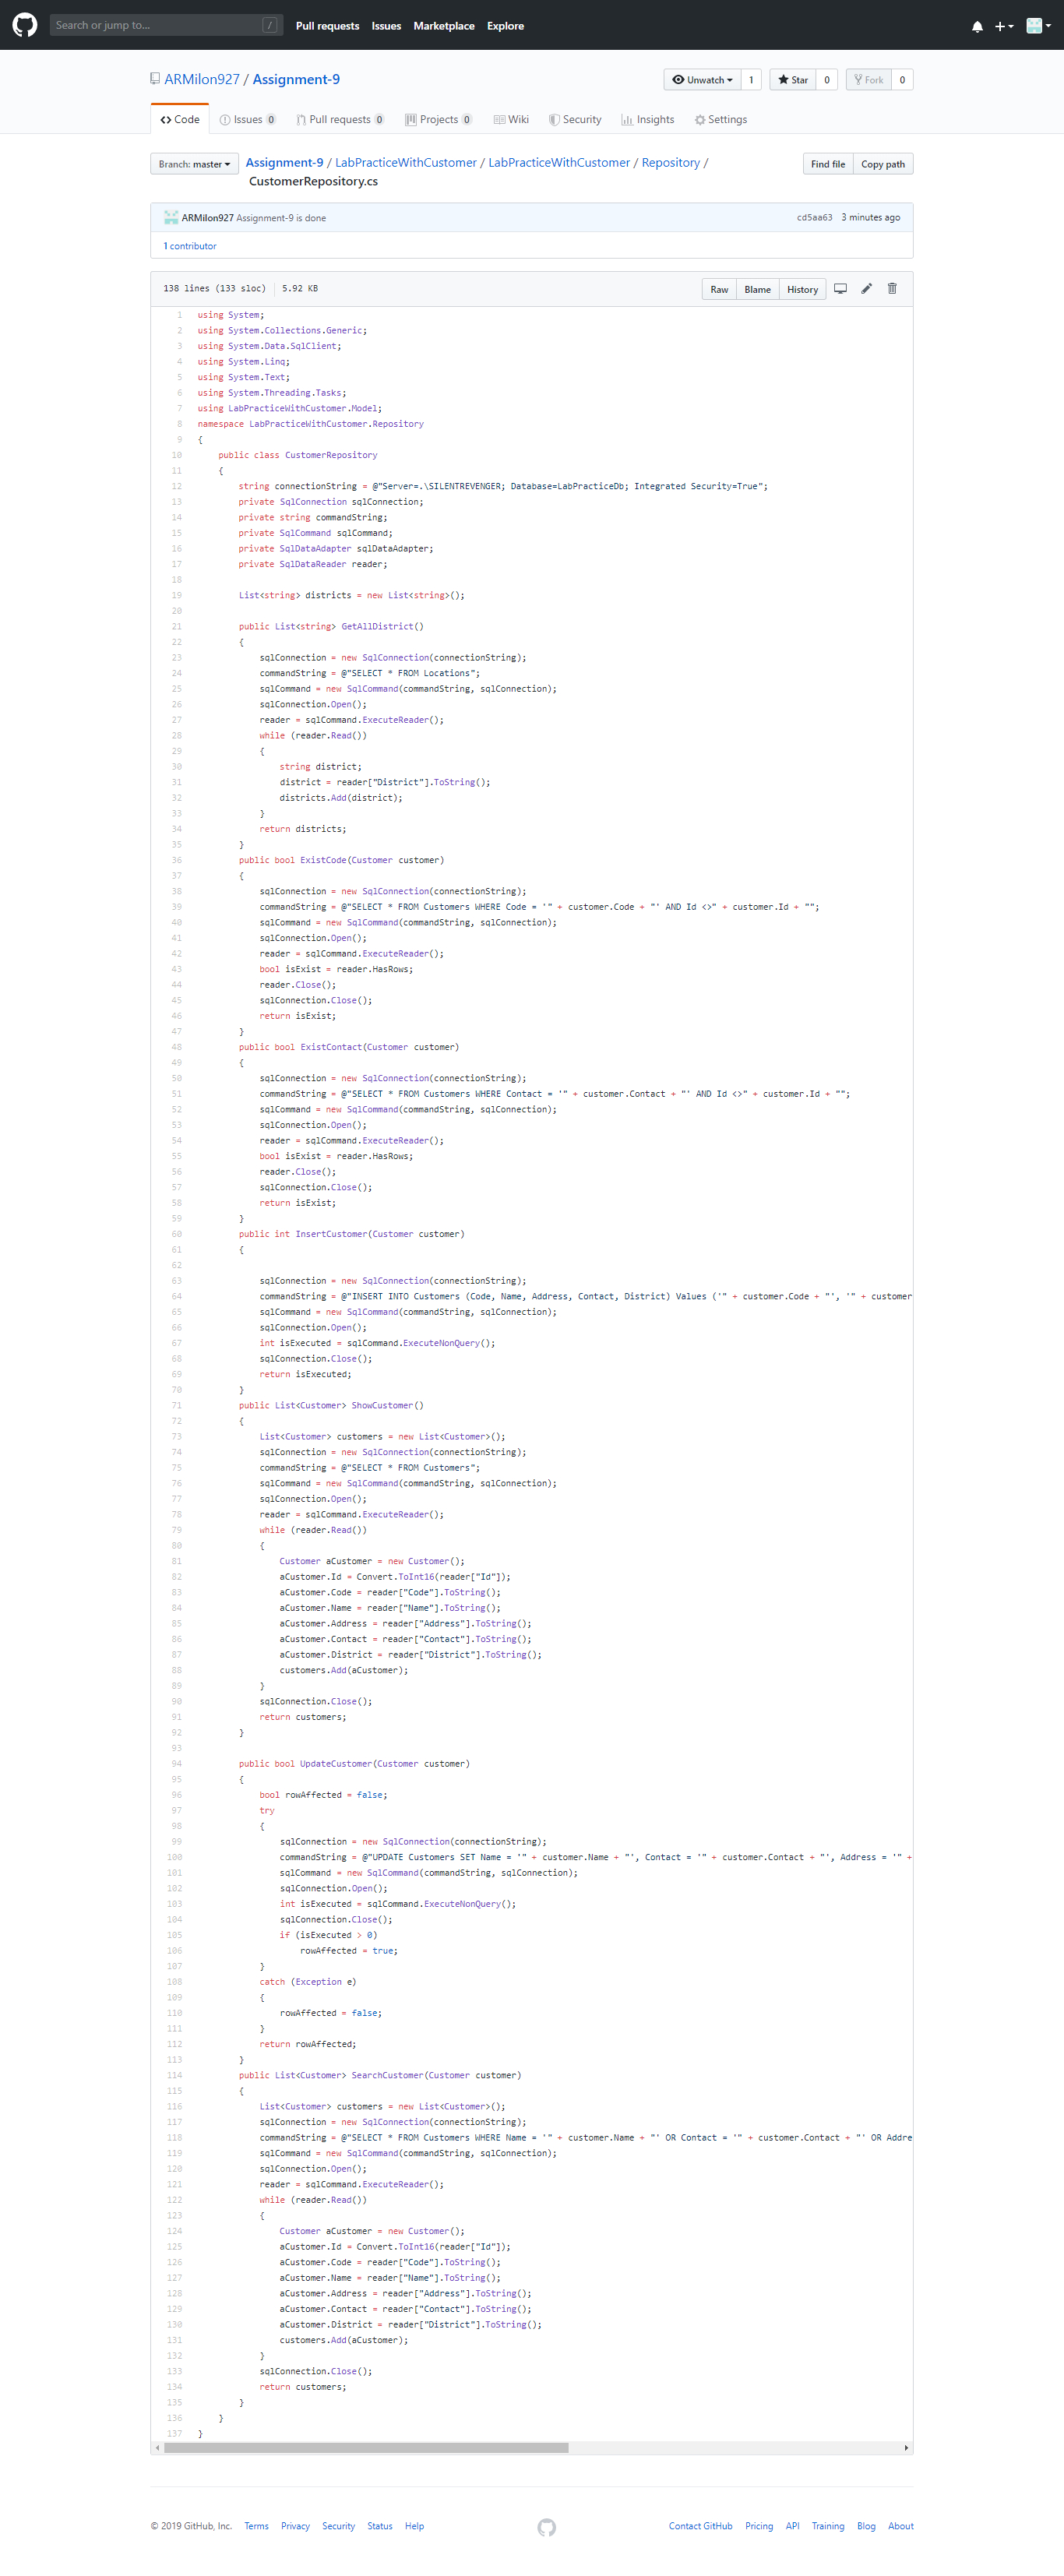 Search or jump to... /
Pull requests Issues Marketplace Explore
ARMilon927 / Assignment-9
Unwatch 1 Star 0 Fork 0
Code Issues 0 Pull requests 0 Projects 0 Wiki Security Insights Settings
Branch: master Assignment-9 / LabPracticeWithCustomer / LabPracticeWithCustomer / Repository /
CustomerRepository.cs
Find file Copy path
ARMilon927 Assignment-9 is done cd5aa63 3 minutes ago
1 contributor
138 lines (133 sloc) 5.92 KB Raw Blame History
1 using System;
2 using System.Collections.Generic;
3 using System.Data.SqlClient;
4 using System.Linq;
5 using System.Text;
6 using System.Threading.Tasks;
7 using LabPracticeWithCustomer.Model;
8 namespace LabPracticeWithCustomer.Repository
9 {
10 public class CustomerRepository
11 {
12 string connectionString = @"Server=.\SILENTREVENGER; Database=LabPracticeDb; Integrated Security=True";
13 private SqlConnection sqlConnection;
14 private string commandString;
15 private SqlCommand sqlCommand;
16 private SqlDataAdapter sqlDataAdapter;
17 private SqlDataReader reader;
18
19 List<string> districts = new List<string>();
20
21 public List<string> GetAllDistrict()
22 {
23 sqlConnection = new SqlConnection(connectionString);
24 commandString = @"SELECT * FROM Locations";
25 sqlCommand = new SqlCommand(commandString, sqlConnection);
26 sqlConnection.Open();
27 reader = sqlCommand.ExecuteReader();
28 while (reader.Read())
29 {
30 string district;
31 district = reader["District"].ToString();
32 districts.Add(district);
33 }
34 return districts;
35 }
36 public bool ExistCode(Customer customer)
37 {
38 sqlConnection = new SqlConnection(connectionString);
39 commandString = @"SELECT * FROM Customers WHERE Code = '" + customer.Code + "' AND Id <>" + customer.Id + "";
40 sqlCommand = new SqlCommand(commandString, sqlConnection);
41 sqlConnection.Open();
42 reader = sqlCommand.ExecuteReader();
43 bool isExist = reader.HasRows;
44 reader.Close();
45 sqlConnection.Close();
46 return isExist;
47 }
48 public bool ExistContact(Customer customer)
49 {
50 sqlConnection = new SqlConnection(connectionString);
51 commandString = @"SELECT * FROM Customers WHERE Contact = '" + customer.Contact + "' AND Id <>" + customer.Id + "";
52 sqlCommand = new SqlCommand(commandString, sqlConnection);
53 sqlConnection.Open();
54 reader = sqlCommand.ExecuteReader();
55 bool isExist = reader.HasRows;
56 reader.Close();
57 sqlConnection.Close();
58 return isExist;
59 }
60 public int InsertCustomer(Customer customer)
61 {
62
63 sqlConnection = new SqlConnection(connectionString);
64 commandString = @"INSERT INTO Customers (Code, Name, Address, Contact, District) Values ('" + customer.Code + "', '" + customer
65 sqlCommand = new SqlCommand(commandString, sqlConnection);
66 sqlConnection.Open();
67 int isExecuted = sqlCommand.ExecuteNonQuery();
68 sqlConnection.Close();
69 return isExecuted;
70 }
71 public List<Customer> ShowCustomer()
72 {
73 List<Customer> customers = new List<Customer>();
74 sqlConnection = new SqlConnection(connectionString);
75 commandString = @"SELECT * FROM Customers";
76 sqlCommand = new SqlCommand(commandString, sqlConnection);
77 sqlConnection.Open();
78 reader = sqlCommand.ExecuteReader();
79 while (reader.Read())
80 {
81 Customer aCustomer = new Customer();
82 aCustomer.Id = Convert.ToInt16(reader["Id"]);
83 aCustomer.Code = reader["Code"].ToString();
84 aCustomer.Name = reader["Name"].ToString();
85 aCustomer.Address = reader["Address"].ToString();
86 aCustomer.Contact = reader["Contact"].ToString();
87 aCustomer.District = reader["District"].ToString();
88 customers.Add(aCustomer);
89 }
90 sqlConnection.Close();
91 return customers;
92 }
93
94 public bool UpdateCustomer(Customer customer)
95 {
96 bool rowAffected = false;
97 try
98 {
99 sqlConnection = new SqlConnection(connectionString);
100 commandString = @"UPDATE Customers SET Name = '" + customer.Name + "', Contact = '" + customer.Contact + "', Address = '" +
101 sqlCommand = new SqlCommand(commandString, sqlConnection);
102 sqlConnection.Open();
103 int isExecuted = sqlCommand.ExecuteNonQuery();
104 sqlConnection.Close();
105 if (isExecuted > 0)
106 rowAffected = true;
107 }
108 catch (Exception e)
109 {
110 rowAffected = false;
111 }
112 return rowAffected;
113 }
114 public List<Customer> SearchCustomer(Customer customer)
115 {
116 List<Customer> customers = new List<Customer>();
117 sqlConnection = new SqlConnection(connectionString);
118 commandString = @"SELECT * FROM Customers WHERE Name = '" + customer.Name + "' OR Contact = '" + customer.Contact + "' OR Addre
119 sqlCommand = new SqlCommand(commandString, sqlConnection);
120 sqlConnection.Open();
121 reader = sqlCommand.ExecuteReader();
122 while (reader.Read())
123 {
124 Customer aCustomer = new Customer();
125 aCustomer.Id = Convert.ToInt16(reader["Id"]);
126 aCustomer.Code = reader["Code"].ToString();
127 aCustomer.Name = reader["Name"].ToString();
128 aCustomer.Address = reader["Address"].ToString();
129 aCustomer.Contact = reader["Contact"].ToString();
130 aCustomer.District = reader["District"].ToString();
131 customers.Add(aCustomer);
132 }
133 sqlConnection.Close();
134 return customers;
135 }
136 }
137 }
© 2019 GitHub, Inc. Terms Privacy Security Status Help Contact GitHub Pricing API Training Blog About